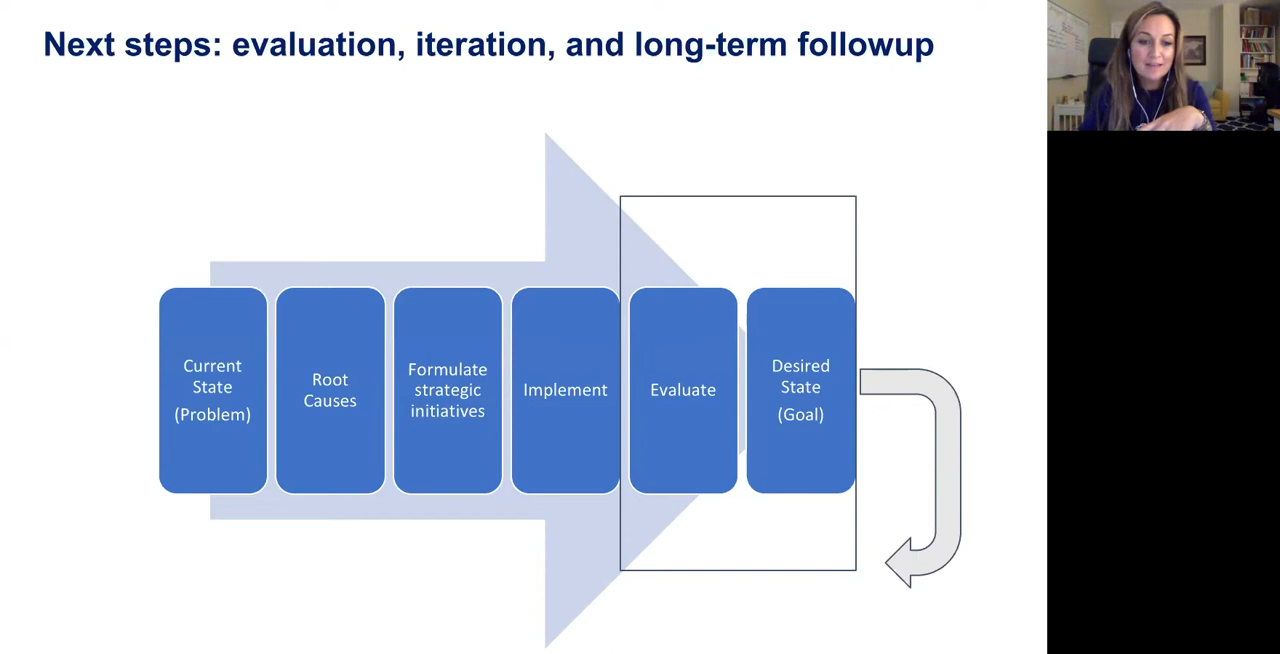 Next steps: evaluation, iteration, and long-term followup
Current
State
(Problem)
Root
Causes
Formulate
strategic
initiatives
Implement
Evaluate
Desired
State
(Goal)